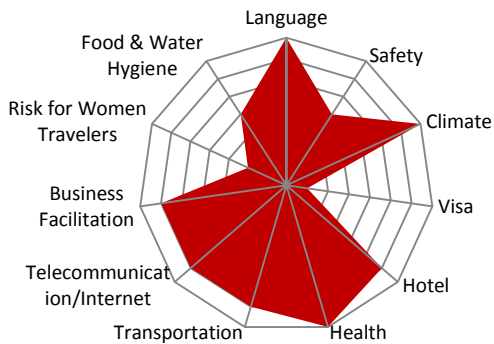 Language
Safety
Climate
Visa
Hotel
Health
Transportation
Telecommunicat
ion/Internet
Business
Facilitation
Risk for Women
Travelers
Food & Water
Hygiene